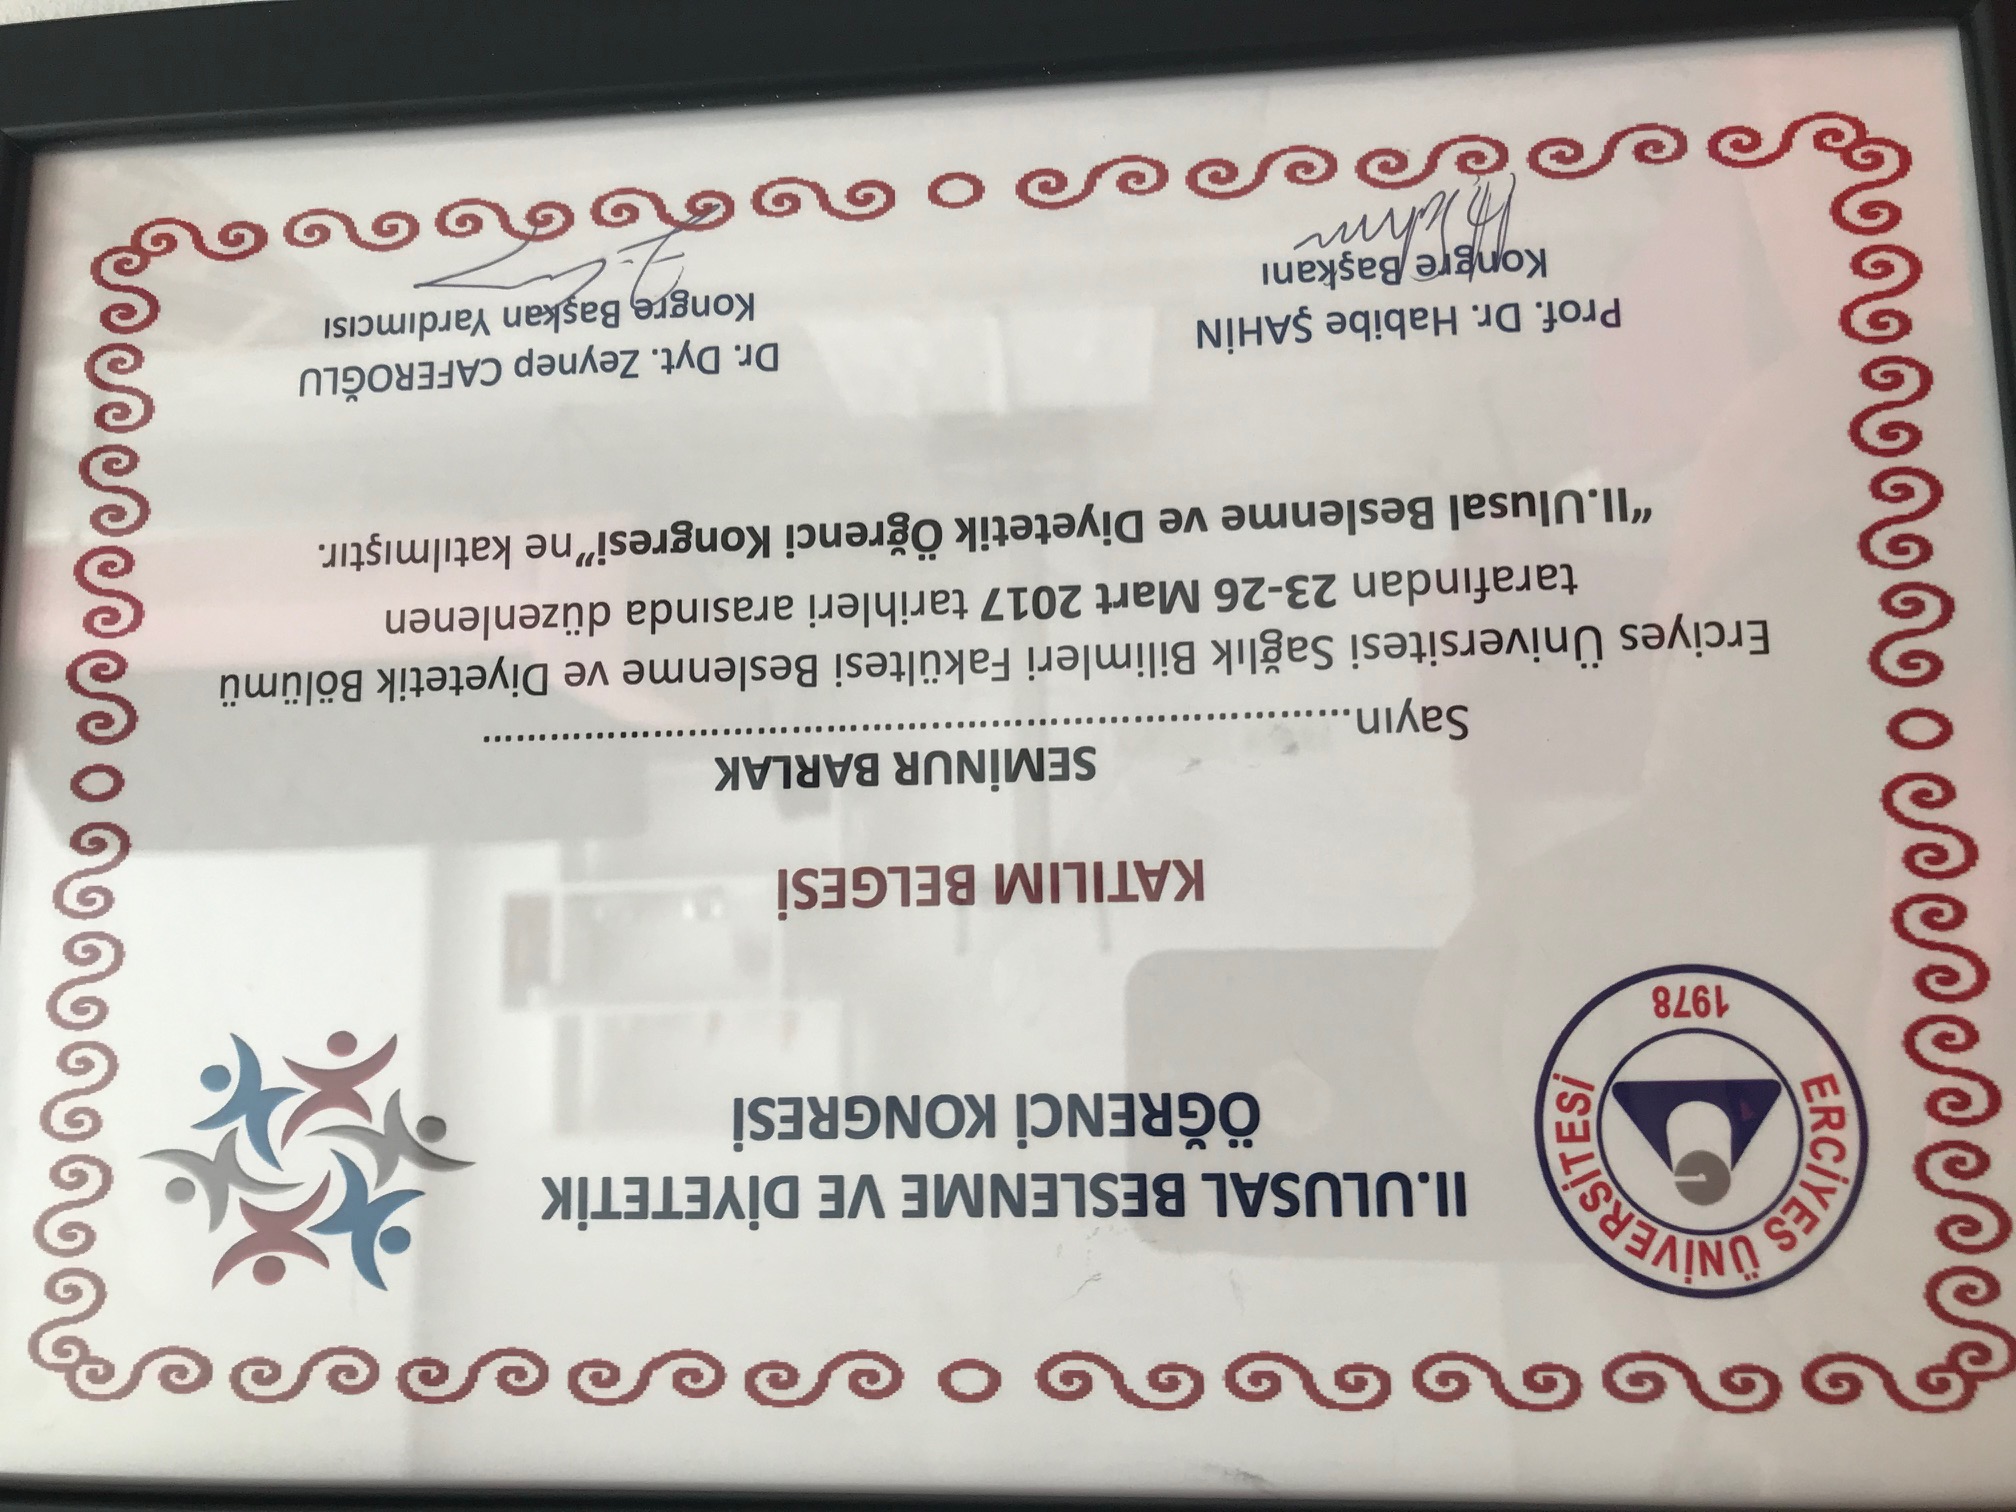 ERCİYES ÜNİVERSİTESİ
1978
II.ULUSAL BESLENME VE DİYETETİK
ÖĞRENCİ KONGRESİ
KATILIM BELGESİ
SEMİNUR BARLAK
Sayın................................................................................
Erciyes Üniversitesi Sağlık Bilimleri Fakültesi Beslenme ve Diyetetik Bölümü
tarafından 23-26 Mart 2017 tarihleri arasında düzenlenen
“II.Ulusal Beslenme ve Diyetetik Öğrenci Kongresi”ne katılmıştır.
Prof. Dr. Habibe ŞAHİN
Kongre Başkanı
Dr. Dyt. Zeynep CAFEROĞLU
Kongre Başkan Yardımcısı